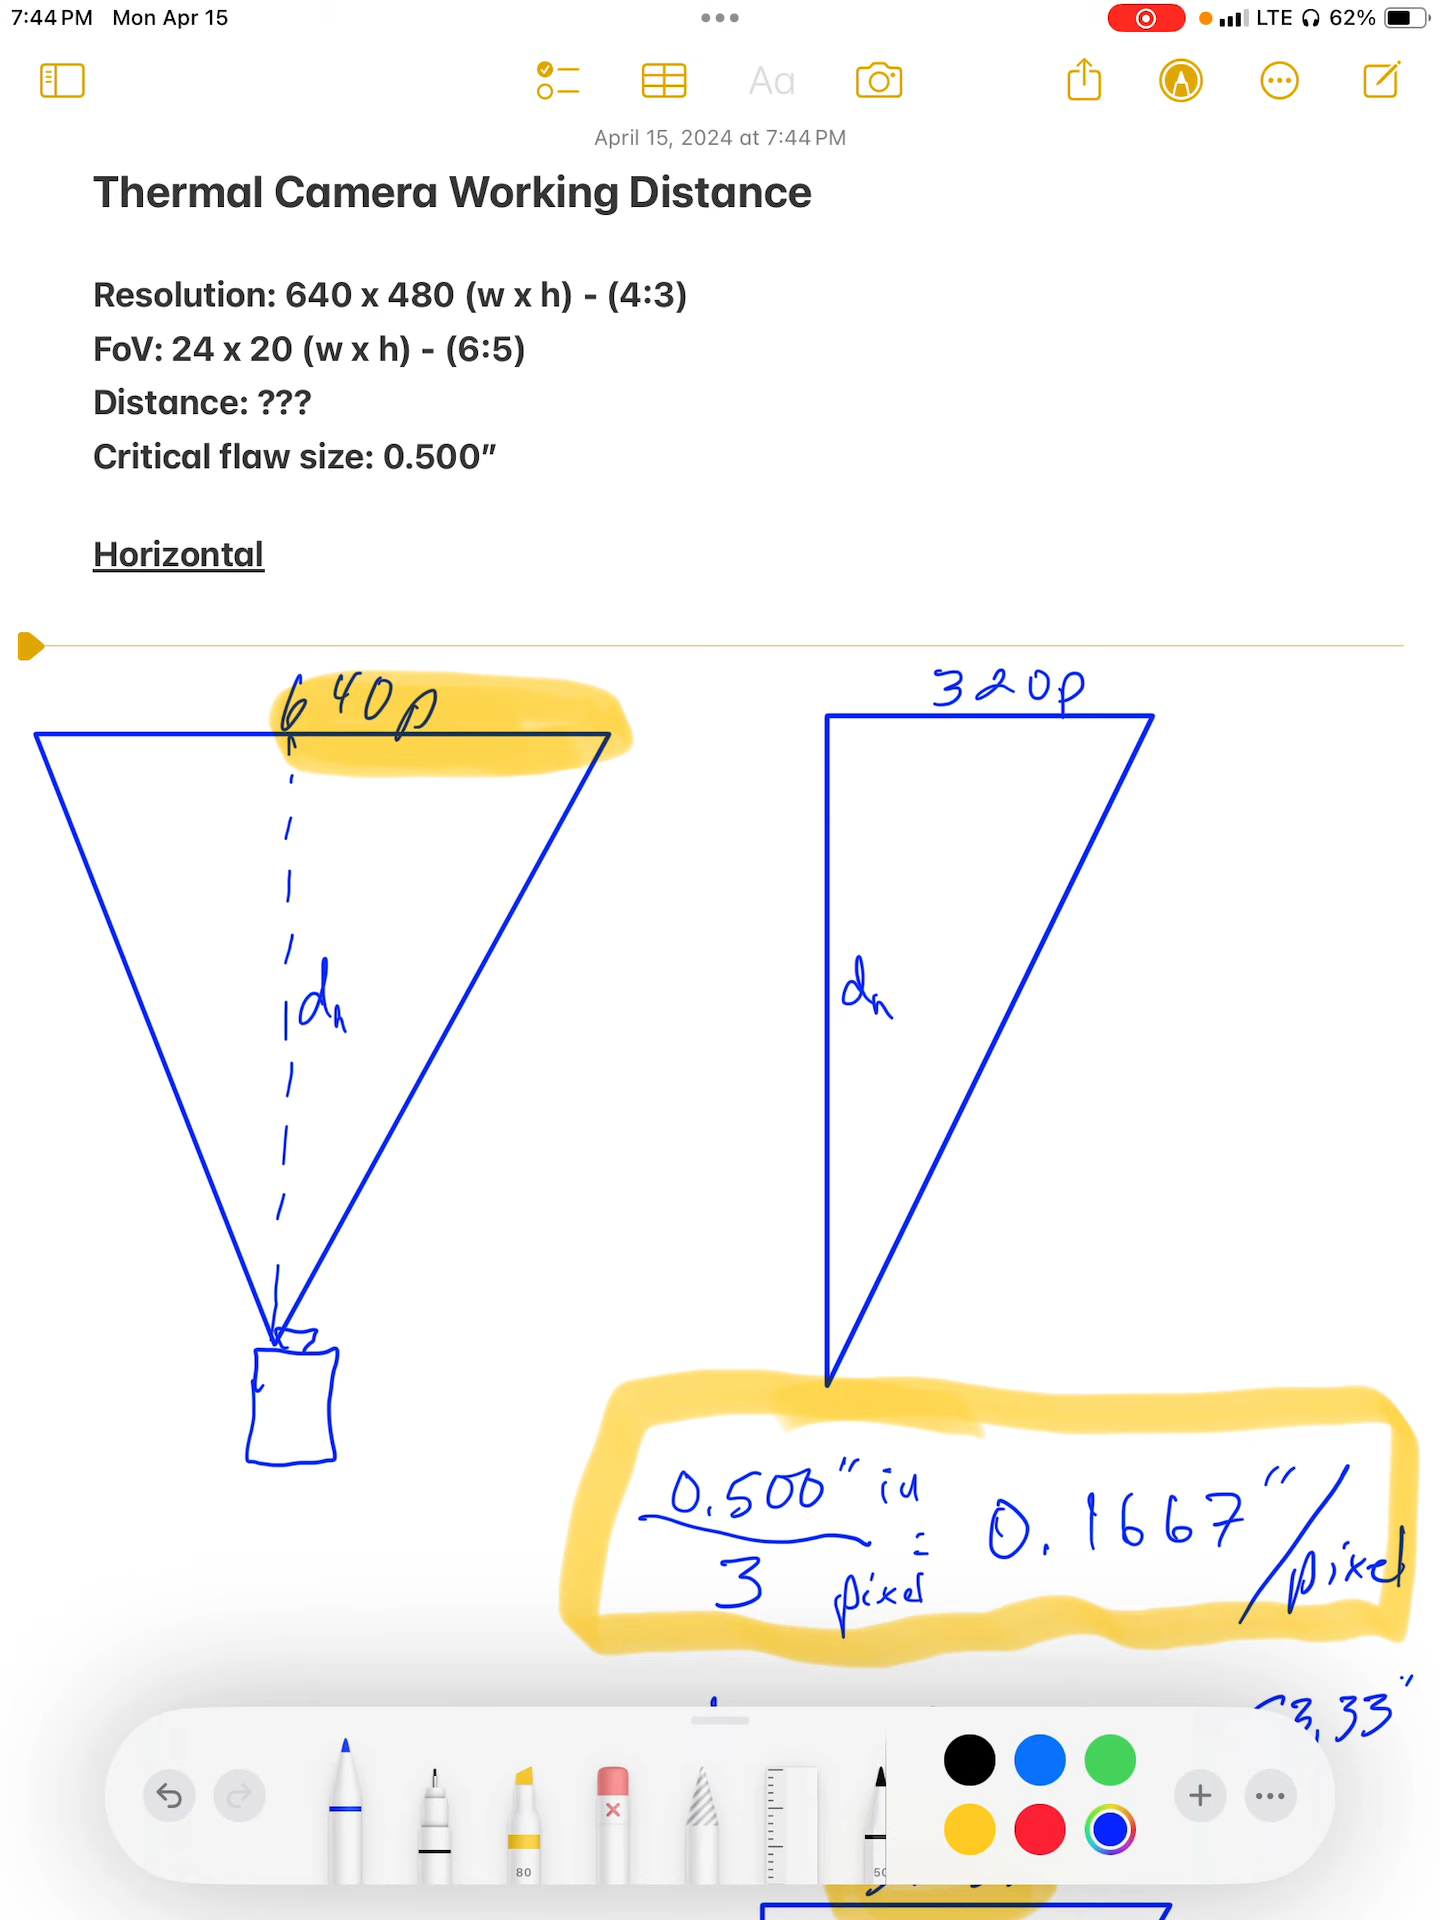 7:44 PM Mon Apr 15
LTE 62%
Aa
April 15, 2024 at 7:44 PM
Thermal Camera Working Distance
Resolution: 640 x 480 (w x h) - (4:3)
FoV: 24 x 20 (w x h) - (6:5)
Distance: ???
Critical flaw size: 0.500”
Horizontal
640p
320p
dh
dh
0.500" in
3 pixel
= 0.1667"/pixel
3.33"
80
50